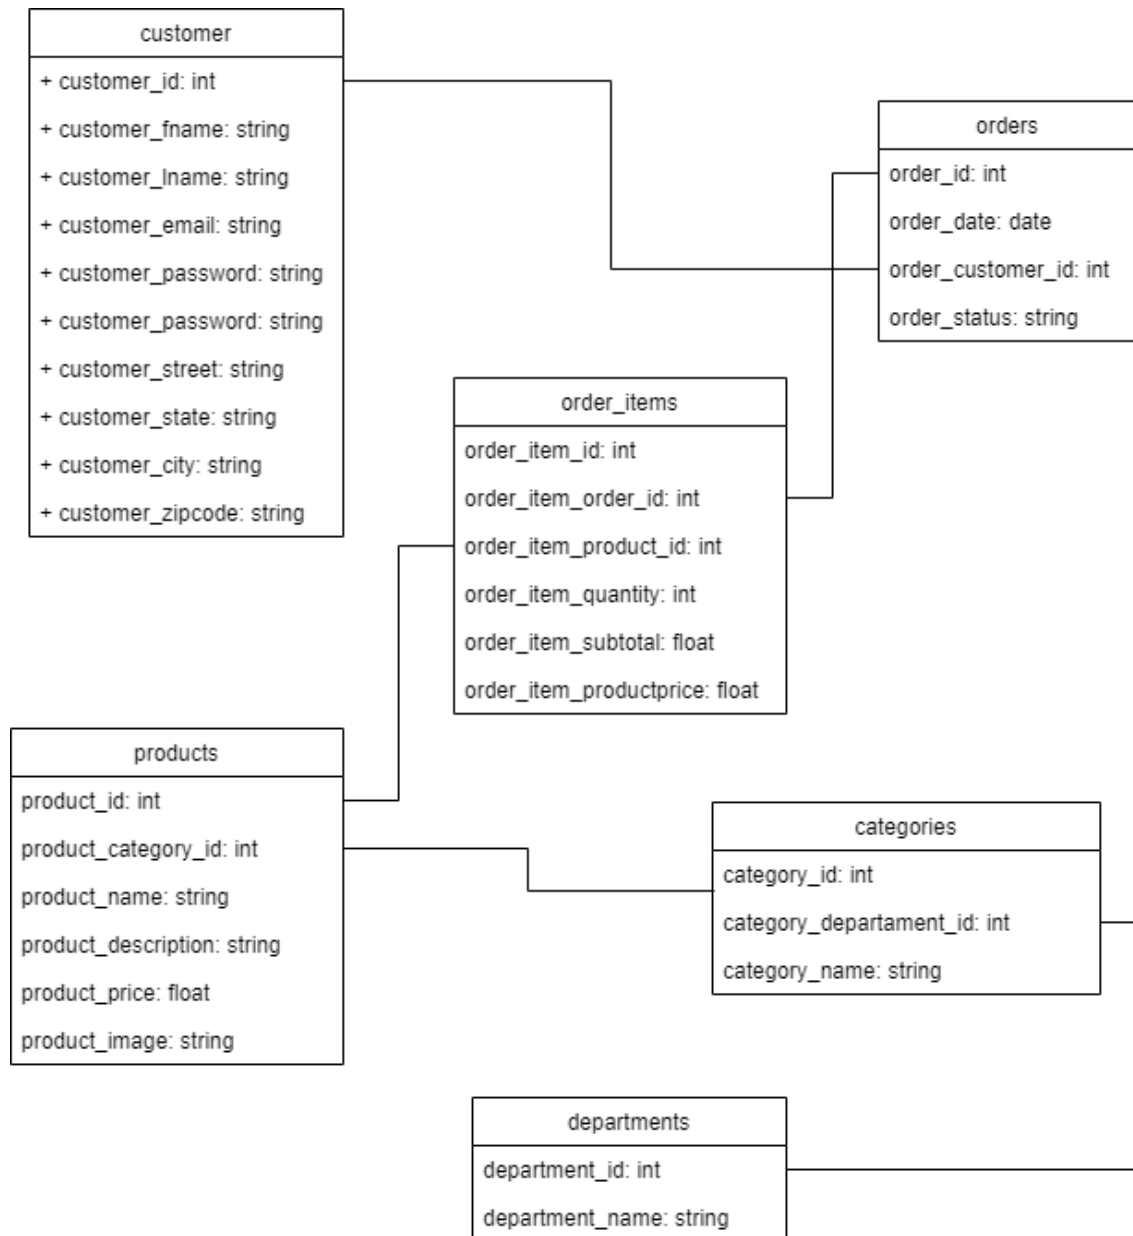 customer
+ customer_id: int
+ customer_fname: string
+ customer_lname: string
+ customer_email: string
+ customer_password: string
+ customer_password: string
+ customer_street: string
+ customer_state: string
+ customer_city: string
+ customer_zipcode: string
orders
order_id: int
order_date: date
order_customer_id: int
order_status: string
order_items
order_item_id: int
order_item_order_id: int
order_item_product_id: int
order_item_quantity: int
order_item_subtotal: float
order_item_productprice: float
products
product_id: int
product_category_id: int
product_name: string
product_description: string
product_price: float
product_image: string
categories
category_id: int
category_departament_id: int
category_name: string
departments
department_id: int
department_name: string